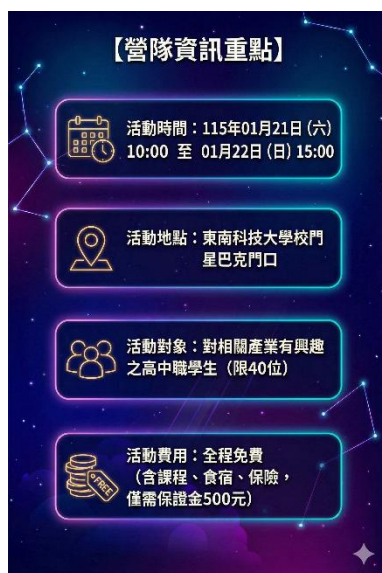 【營隊資訊重點】
活動時間：115年01月21日（六）
10:00 至 01月22日（日）15:00
活動地點：東南科技大學校門
星巴克門口
活動對象：對相關產業有興趣
之高中職學生（限40位）
活動費用：全程免費
（含課程、食宿、保險，
僅需保證金500元）
FREE